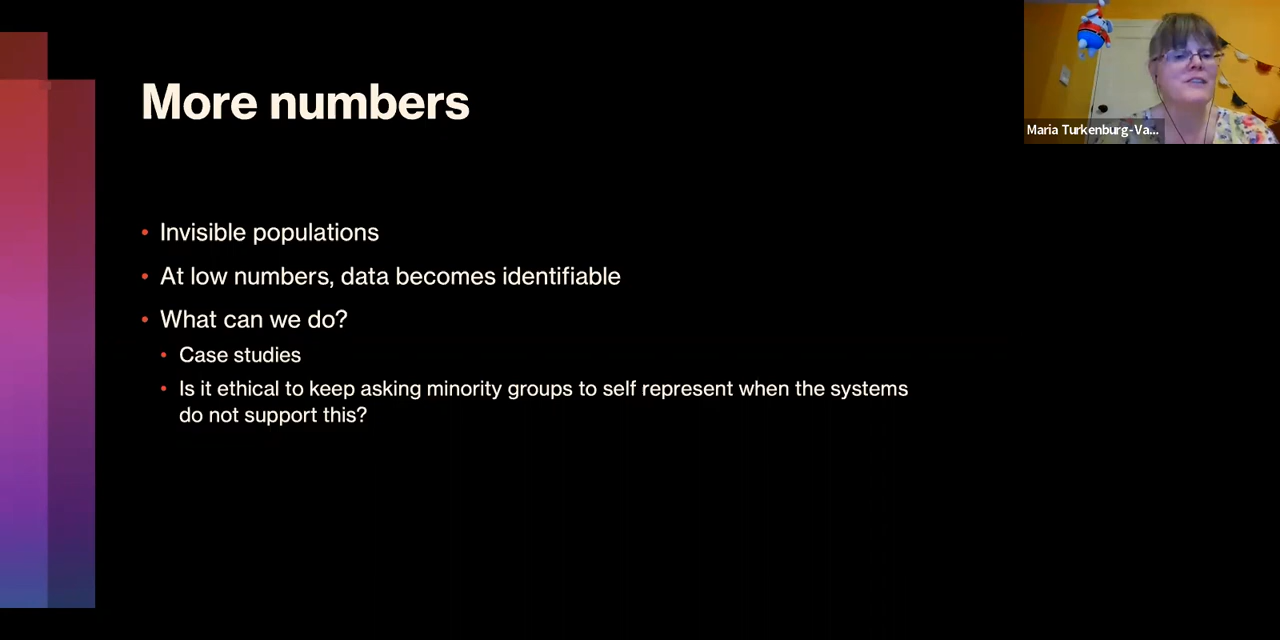 More numbers
Maria Turkenburg-Va...
Invisible populations
At low numbers, data becomes identifiable
What can we do?
Case studies
Is it ethical to keep asking minority groups to self represent when the systems
do not support this?